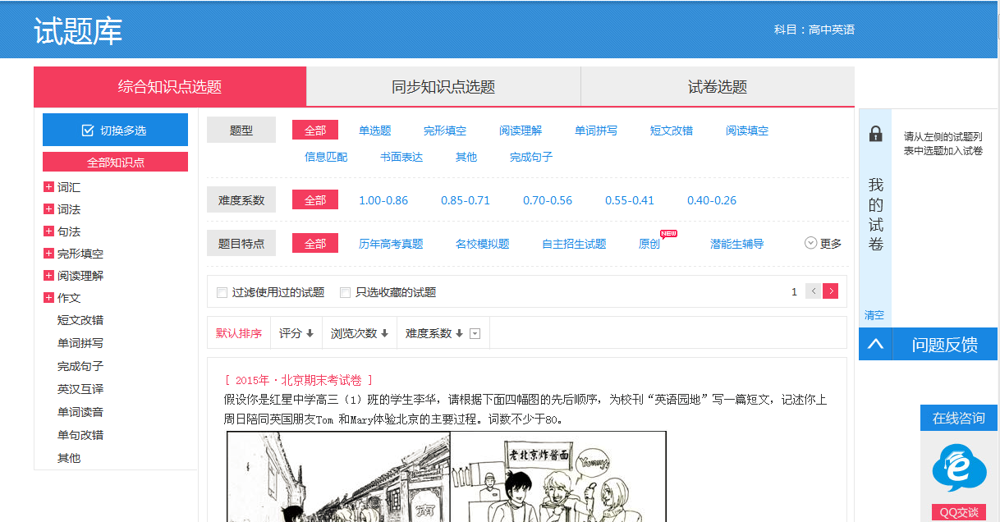 试题库
科目：高中英语
综合知识点选题
同步知识点选题
试卷选题
切换多选
全部知识点
词汇
词法
句法
完形填空
阅读理解
作文
短文改错
单词拼写
完成句子
英汉互译
单词读音
单句改错
其他
题型 全部 单选题 完形填空 阅读理解 单词拼写 短文改错 阅读填空
信息匹配 书面表达 其他 完成句子
难度系数 全部 1.00-0.86 0.85-0.71 0.70-0.56 0.55-0.41 0.40-0.26
题目特点 全部 历年高考真题 名校模拟题 自主招生试题 原创 NEW 潜能生辅导 更多
过滤使用过的试题 只选收藏的试题 1
默认排序 评分 浏览次数 难度系数
[ 2015年·北京期末考试卷 ]
假设你是红星中学高三（1）班的学生李华，请根据下面四幅图的先后顺序，为校刊“英语园地”写一篇短文，记述你上
周日陪同英国朋友Tom 和Mary体验北京的主要过程。词数不少于80。
老北京炸酱面
Yummy!
南
请从左侧的试题列
表中选题加入试卷
我的试卷
清空
问题反馈
在线咨询
QQ交谈